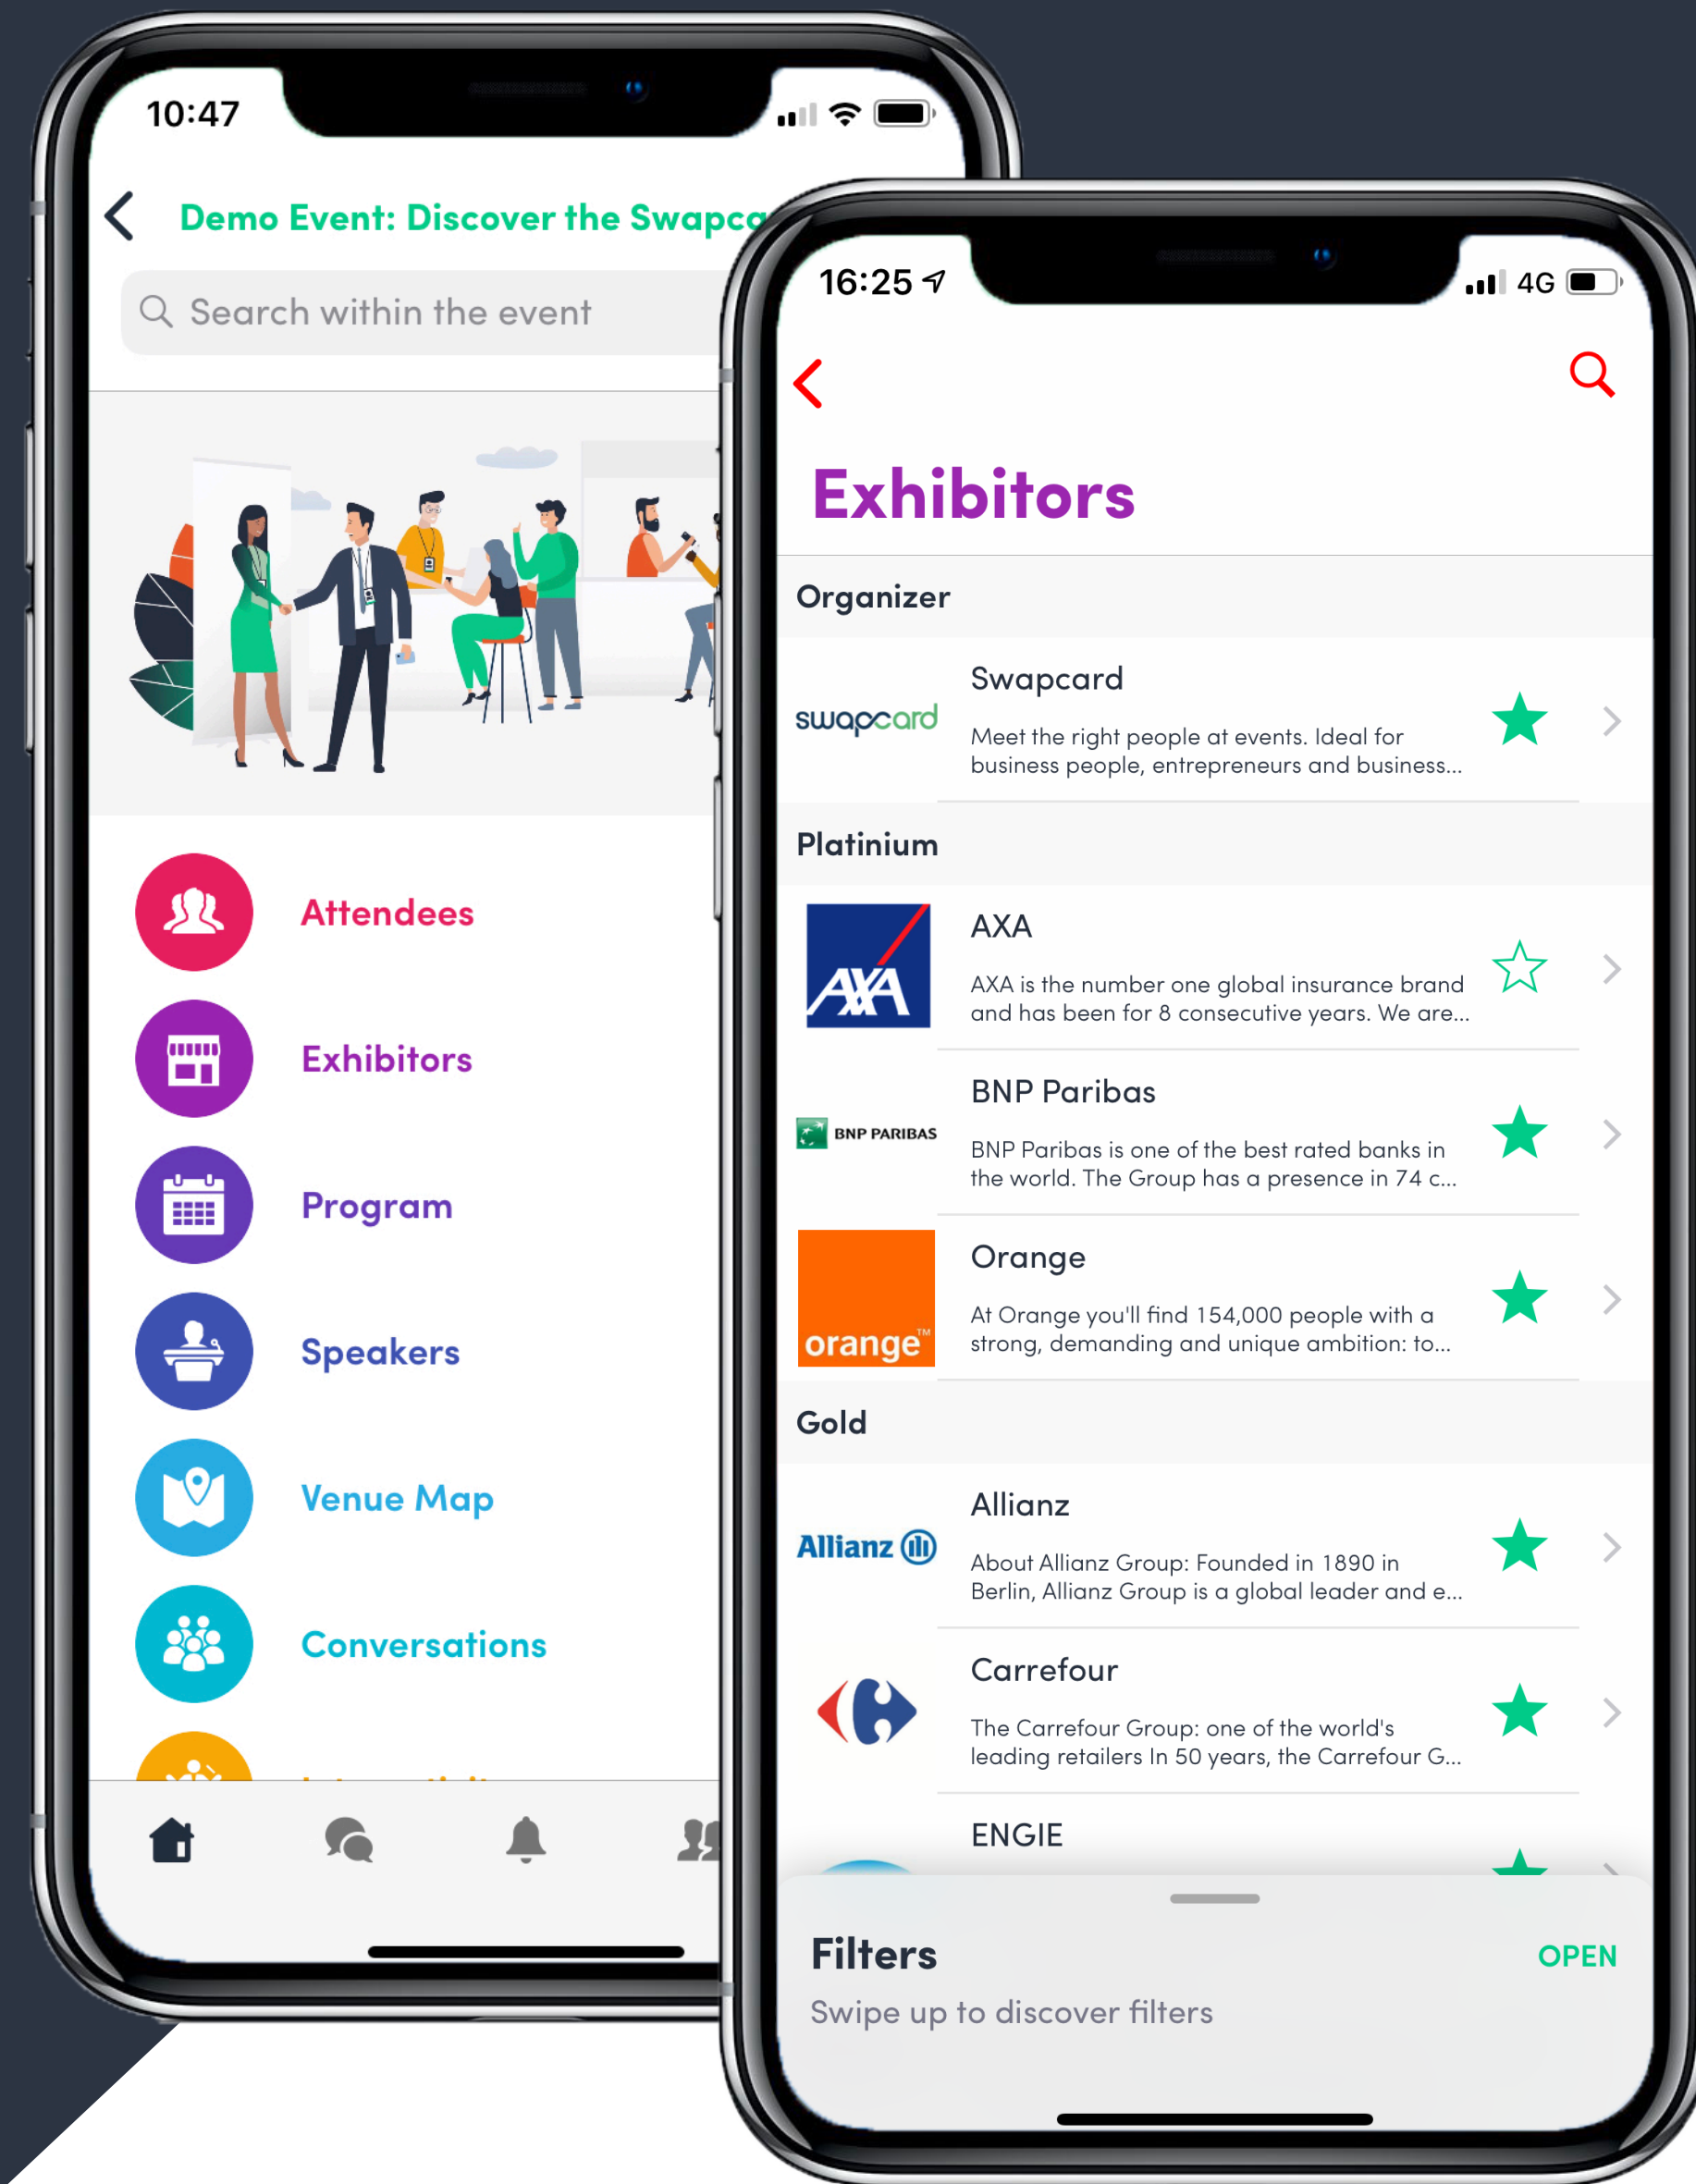 10:47
Demo Event: Discover the Swapca
Search within the event
Attendees
Exhibitors
Program
Speakers
Venue Map
Conversations
16:25
4G
Exhibitors
Organizer
swapcard
Swapcard
Meet the right people at events. Ideal for
business people, entrepreneurs and business...
Platinium
AXA
AXA
AXA is the number one global insurance brand
and has been for 8 consecutive years. We are...
BNP PARIBAS
BNP Paribas
BNP Paribas is one of the best rated banks in
the world. The Group has a presence in 74 c...
orange™
Orange
At Orange you'll find 154,000 people with a
strong, demanding and unique ambition: to...
Gold
Allianz
Allianz
About Allianz Group: Founded in 1890 in
Berlin, Allianz Group is a global leader and e...
Carrefour
The Carrefour Group: one of the world's
leading retailers In 50 years, the Carrefour G...
ENGIE
Filters
OPEN
Swipe up to discover filters